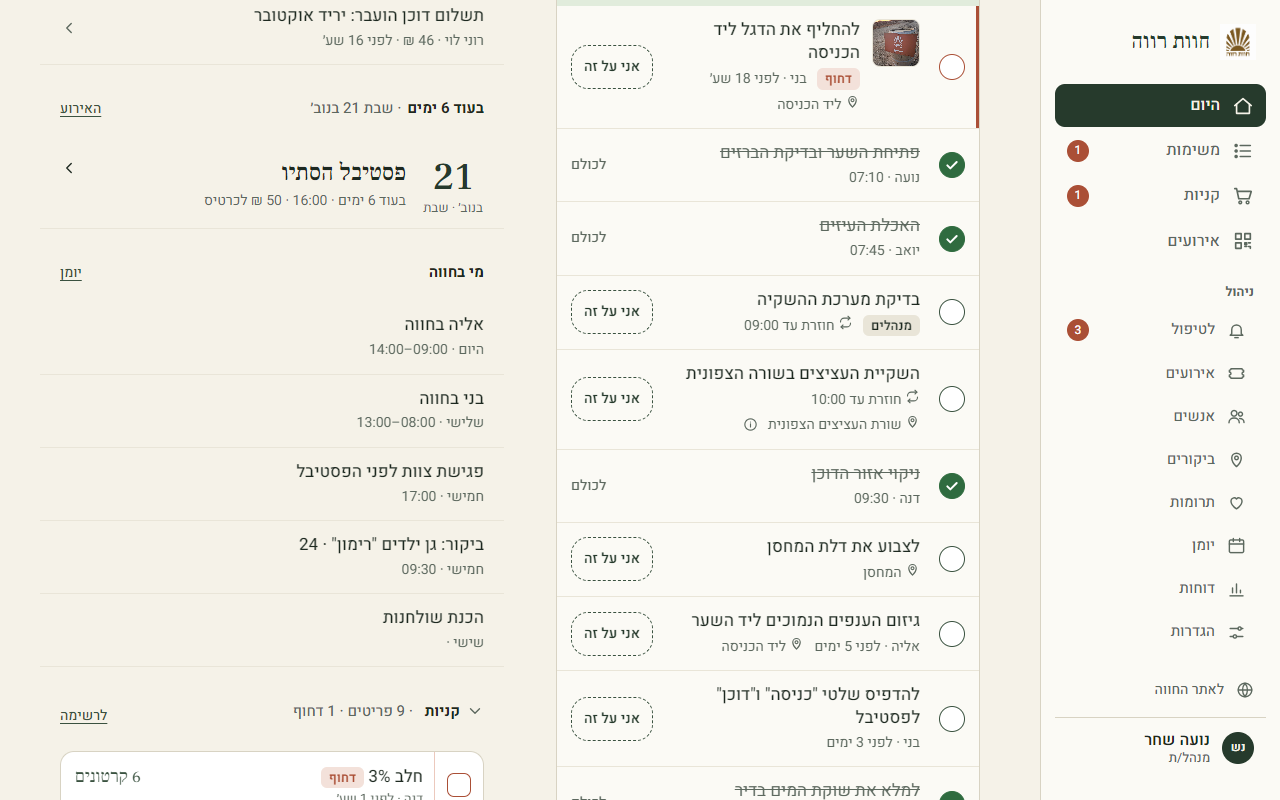 חוות רווה
היום
משימות
1
קניות
1
אירועים
ניהול
לטיפול
3
אירועים
אנשים
ביקורים
תרומות
יומן
דוחות
הגדרות
לאתר החווה
נש
נועה שחר
מנהל/ת
להחליף את הדגל ליד
הכניסה
דחוף בני · לפני 18 שע׳
ליד הכניסה
אני על זה
פתיחת השער ובדיקת הברזים
נועה · 07:10
לכולם
האכלת העיזים
יואב · 07:45
לכולם
בדיקת מערכת ההשקיה
מנהלים חוזרת עד 09:00
אני על זה
השקיית העציצים בשורה הצפונית
חוזרת עד 10:00
שורת העציצים הצפונית
אני על זה
ניקוי אזור הדוכן
דנה · 09:30
לכולם
לצבוע את דלת המחסן
המחסן
אני על זה
גיזום הענפים הנמוכים ליד השער
אליה · לפני 5 ימים ליד הכניסה
אני על זה
להדפיס שלטי "כניסה" ו"דוכן"
לפסטיבל
בני · לפני 3 ימים
אני על זה
למלא את שוקת המים בדיר
תשלום דוכן הועבר: יריד אוקטובר
רוני לוי · 46 ₪ · לפני 16 שע׳
בעוד 6 ימים · שבת 21 בנוב׳
האירוע
21
בנוב׳ · שבת
פסטיבל הסתיו
בעוד 6 ימים · 16:00 · 50 ₪ לכרטיס
מי בחווה
יומן
אליה בחווה
היום · 09:00–14:00
בני בחווה
שלישי · 08:00–13:00
פגישת צוות לפני הפסטיבל
חמישי · 17:00
ביקור: גן ילדים "רימון" · 24
חמישי · 09:30
הכנת שולחנות
שישי ·
קניות · 9 פריטים · 1 דחוף
לרשימה
חלב 3% דחוף
6 קרטונים
דנה · לפני 1 שע׳